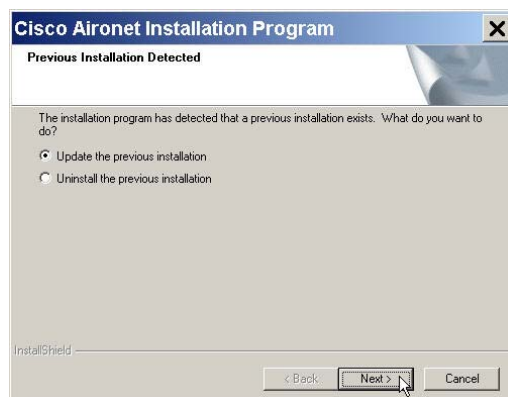 Cisco Aironet Installation Program
Previous Installation Detected
The installation program has detected that a previous installation exists. What do you want to
do?
Update the previous installation
Uninstall the previous installation
InstallShield
< Back
Next >
Cancel